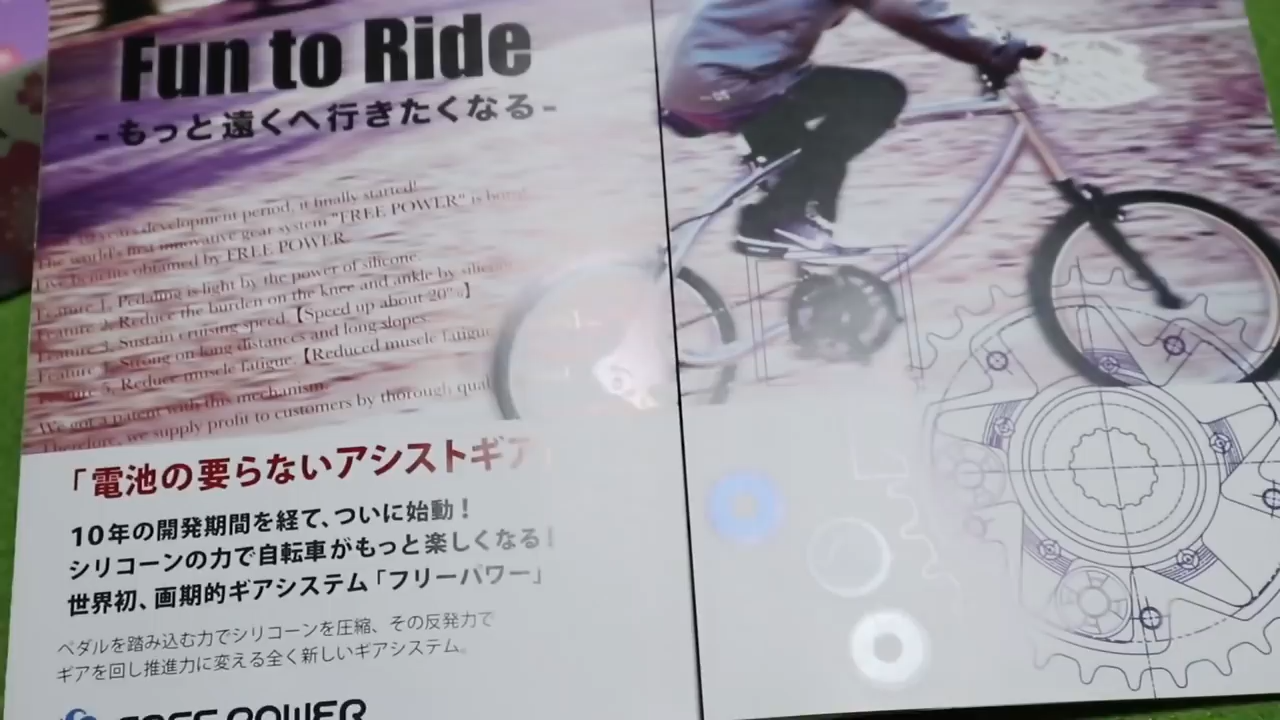 Fun to Ride
-もっと遠くへ行きたくなる-
years development period, it finally started!
The world's first innovative gear system "FREE POWER" is
benefits obtained by FREE POWER.
Feature 1. Pedaling is light by the power of silicone.
Feature 2. Reduce the burden on the knee and ankle by
Feature 3. Sustain cruising speed.【Speed up about 20%】
Feature 4. Strong on long distances and long slopes.
Feature 5. Reduce muscle fatigue.【Reduced muscle
We got a patent with this mechanism.
Therefore, we supply profit to customers by thorough
「電池の要らないアシストギア」
10年の開発期間を経て、ついに始動！
シリコーンの力で自転車がもっと楽しくなる！
世界初、画期的ギアシステム「フリーパワー」
ペダルを踏み込む力でシリコーンを圧縮、その反発力で
ギアを回し推進力に変える全く新しいギアシステム。
FREE POWER